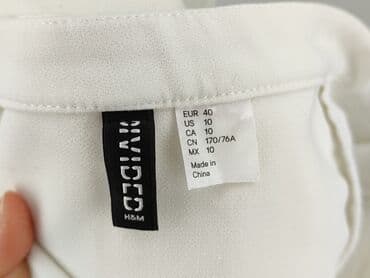 DIVIDED
H&M
EUR 40
US 10
CA 10
CN 170/76A
MX 10
Made in
China